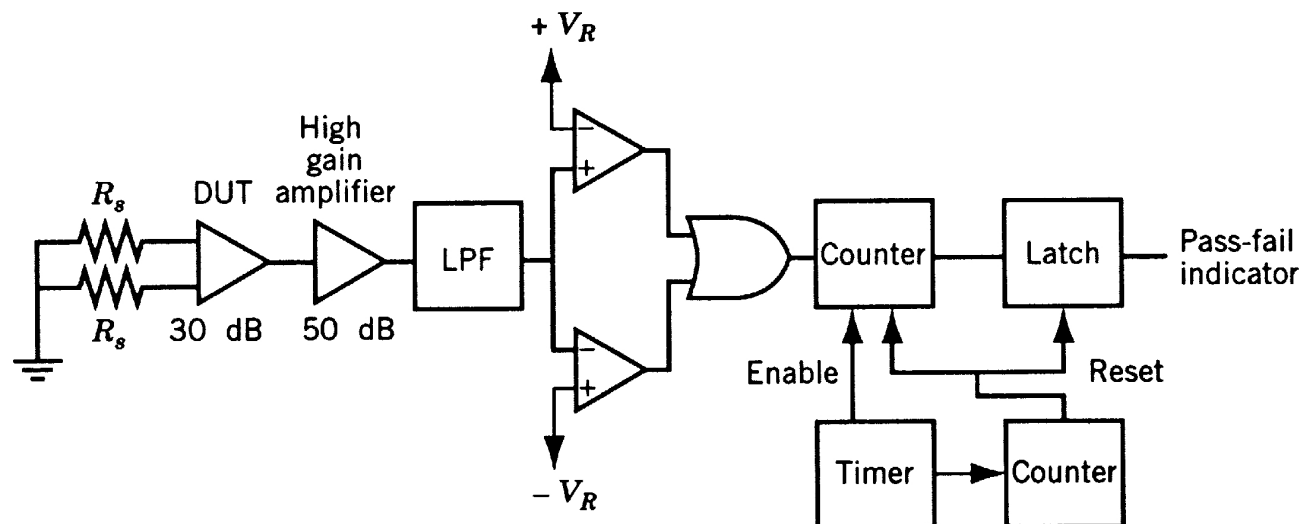 + V_R
High
gain
amplifier
DUT
R_s
R_s
30 dB
50 dB
LPF
−
+
−
+
− V_R
Counter
Latch
Pass-fail
indicator
Enable
Reset
Timer
Counter